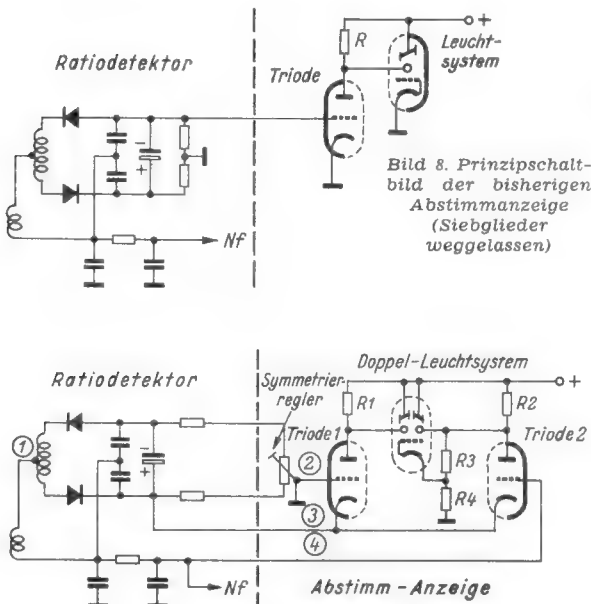 Ratiodetektor
Triode
R
+
Leucht-
system
-
+
Nf
Bild 8. Prinzipschalt-
bild der bisherigen
Abstimmanzeige
(Siebglieder
weggelassen)
Ratiodetektor
Symmetrier-
regler
Doppel-Leuchtsystem
+
R1
R2
Triode 1
Triode 2
1
-
+
2
3
4
R3
R4
Nf
Abstimm-Anzeige